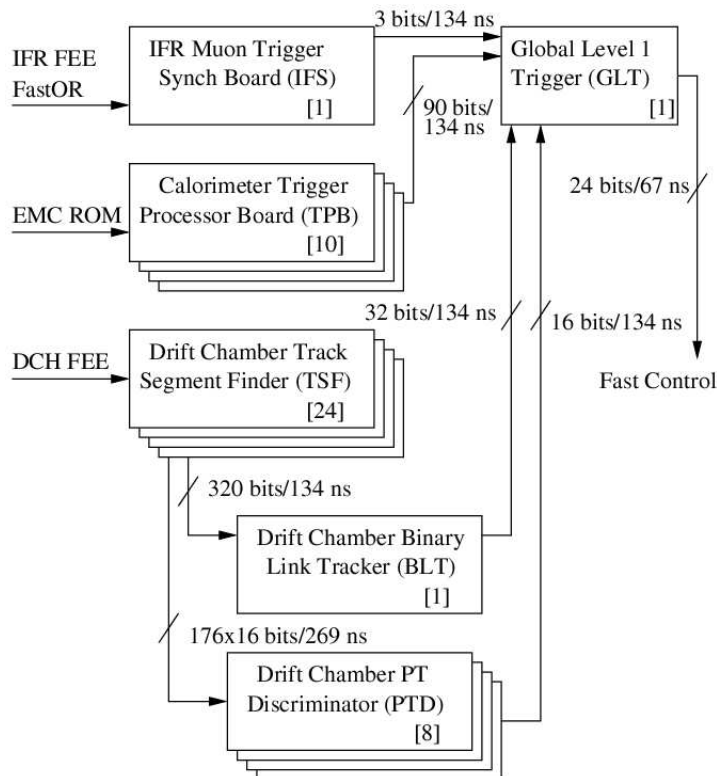 3 bits/134 ns
IFR FEE
FastOR
IFR Muon Trigger
Synch Board (IFS)
[1]
Global Level 1
Trigger (GLT)
[1]
90 bits/
134 ns
24 bits/67 ns
EMC ROM
Calorimeter Trigger
Processor Board (TPB)
[10]
32 bits/134 ns
16 bits/134 ns
DCH FEE
Drift Chamber Track
Segment Finder (TSF)
[24]
Fast Control
320 bits/134 ns
Drift Chamber Binary
Link Tracker (BLT)
[1]
176x16 bits/269 ns
Drift Chamber PT
Discriminator (PTD)
[8]